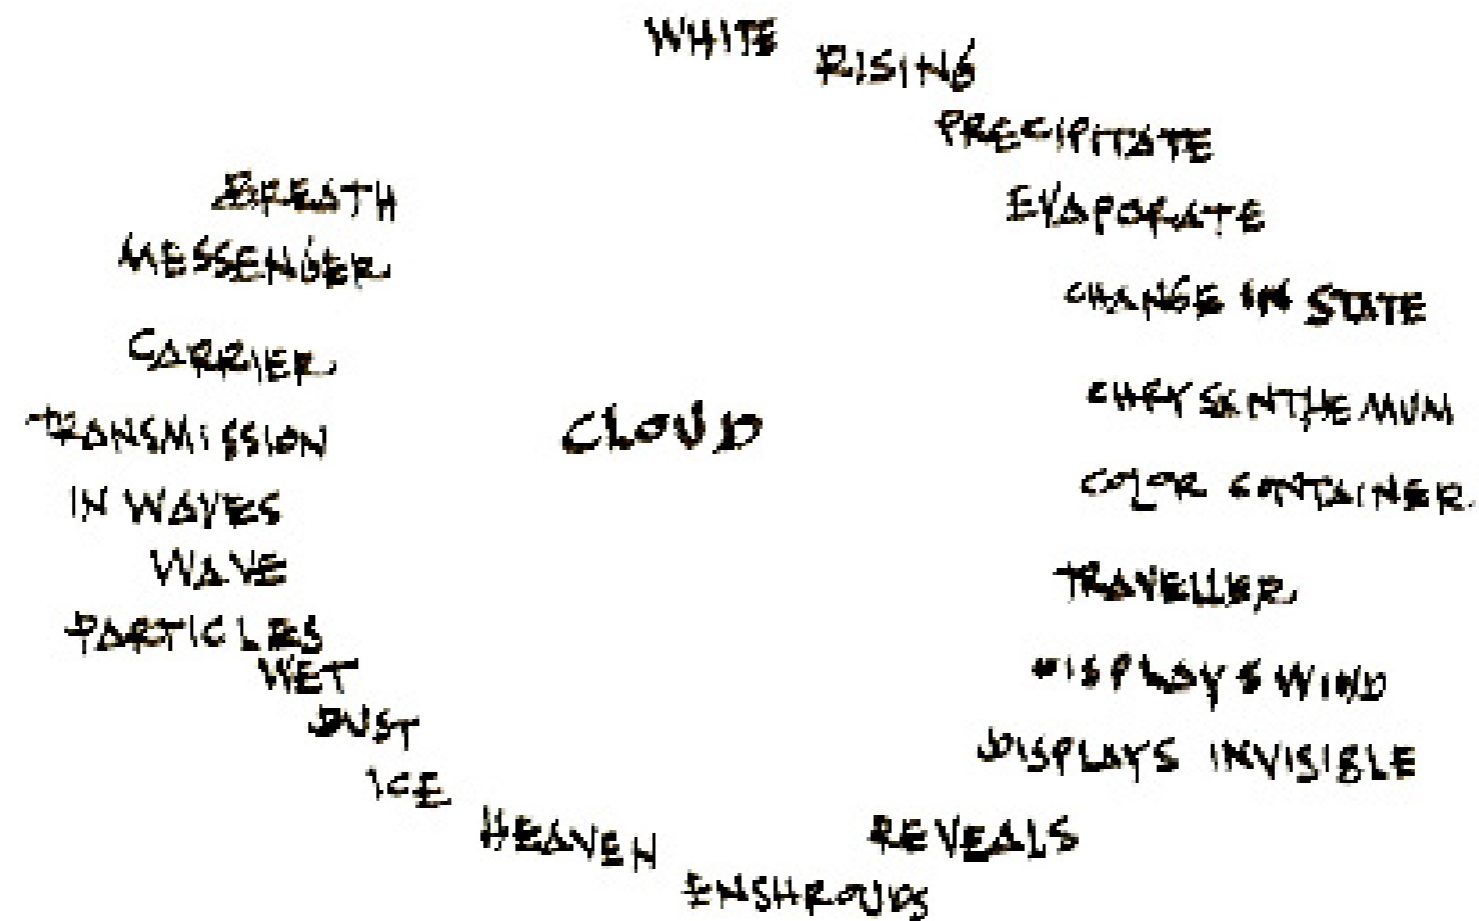 WHITE
RISING
PRECIPITATE
EVAPORATE
CHANGE IN STATE
CHRYSANTHEMUM
COLOR CONTAINER
TRAVELLER
DISPLAYS WIND
DISPLAYS INVISIBLE
REVEALS
ENSHROUDS
HEAVEN
ICE
DUST
WET
PARTICLES
WAVE
IN WAVES
TRANSMISSION
CARRIER
MESSENGER
BREATH
CLOUD